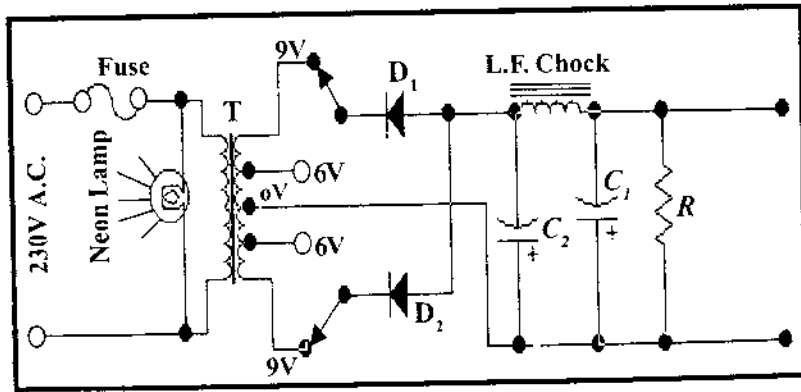 Fuse
9V
D1
L.F. Chock
T
230V A.C.
Neon Lamp
6V
oV
6V
C2
+
C1
+
R
D2
9V